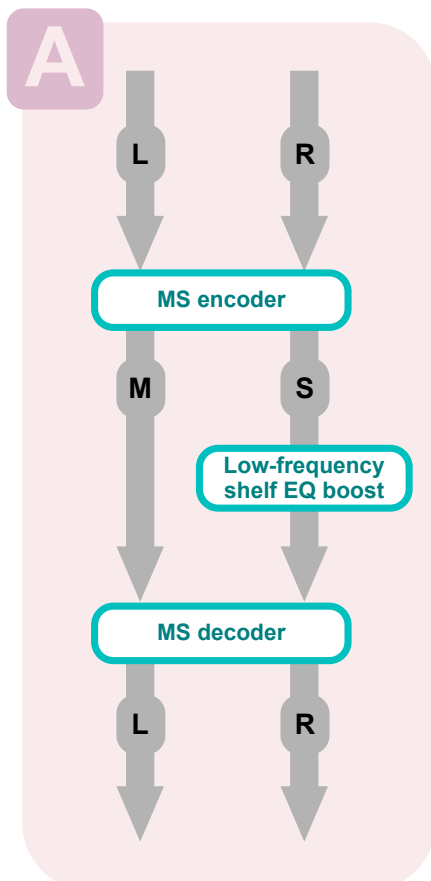 A
L R
MS encoder
M S
Low-frequency
shelf EQ boost
MS decoder
L R